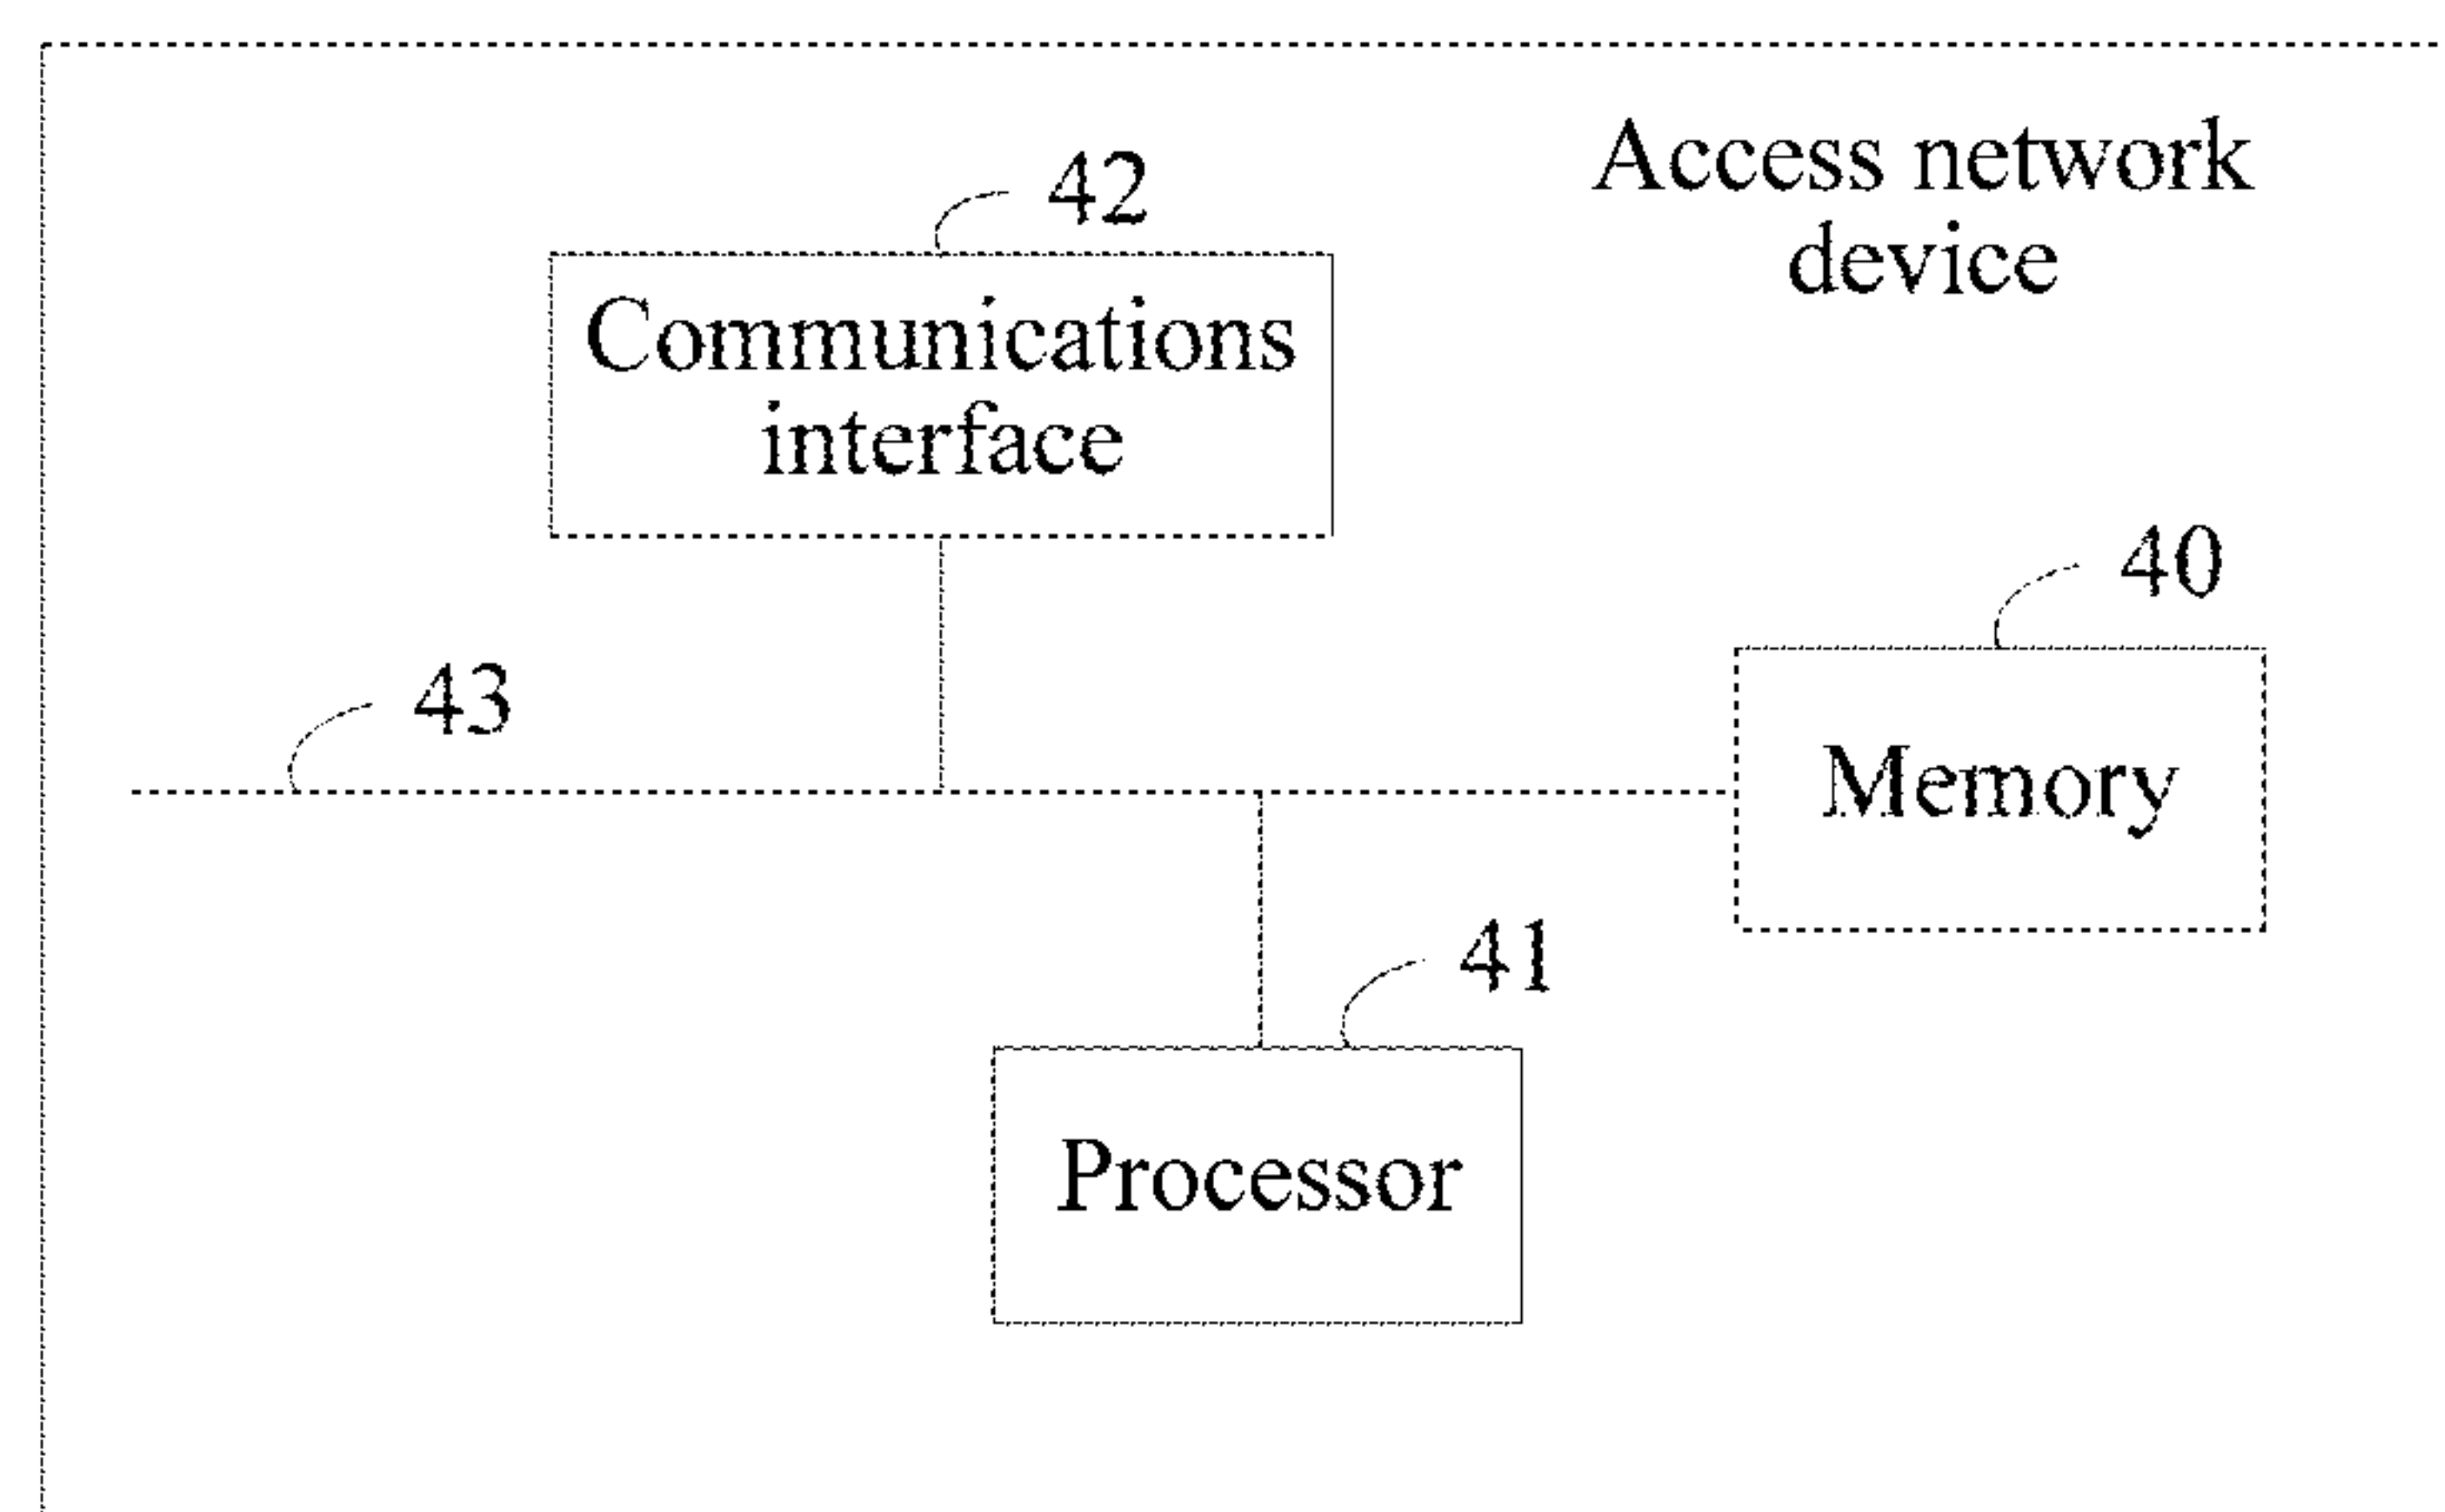 Access network
device
42
Communications
interface
40
Memory
43
41
Processor